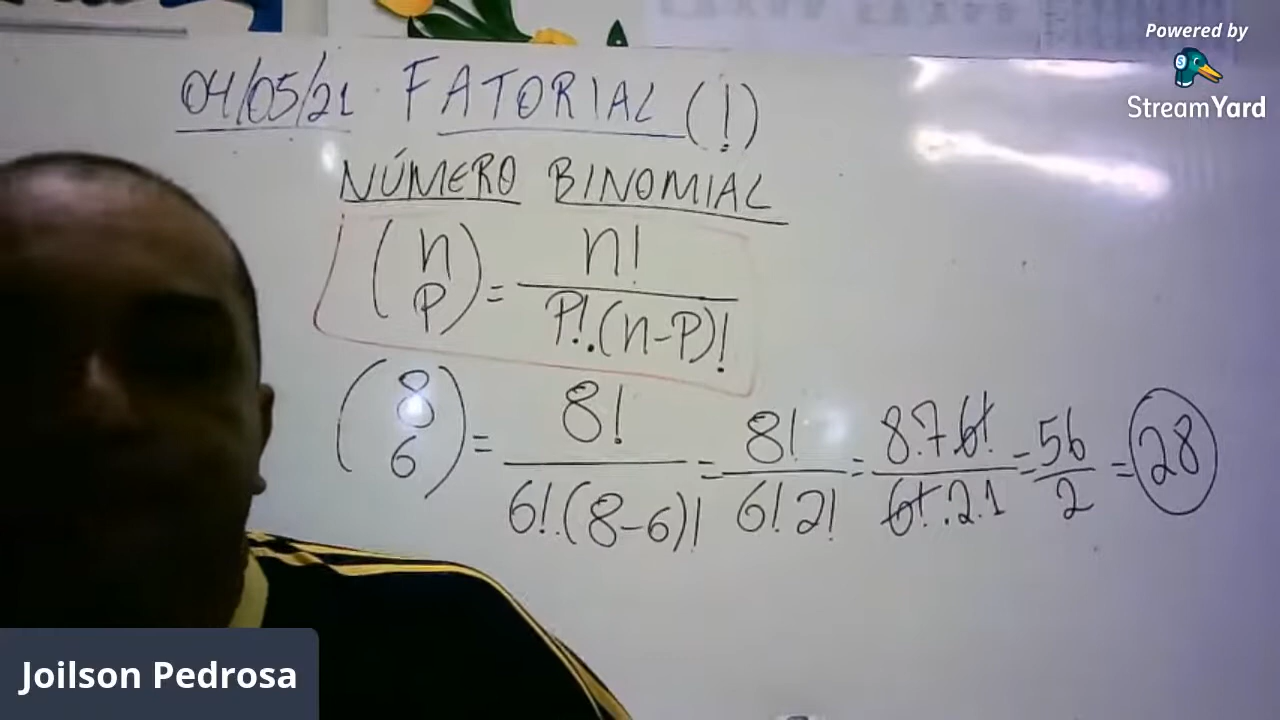 Powered by
StreamYard
04/05/21 FATORIAL (!)
NÚMERO BINOMIAL
(n P) = n! / P!.(n-P)!
(8 6) = 8! / 6!.(8-6)! = 8! / 6!2! = 8.7.6! / 6!.2.1 = 56 / 2 = 28
Joilson Pedrosa